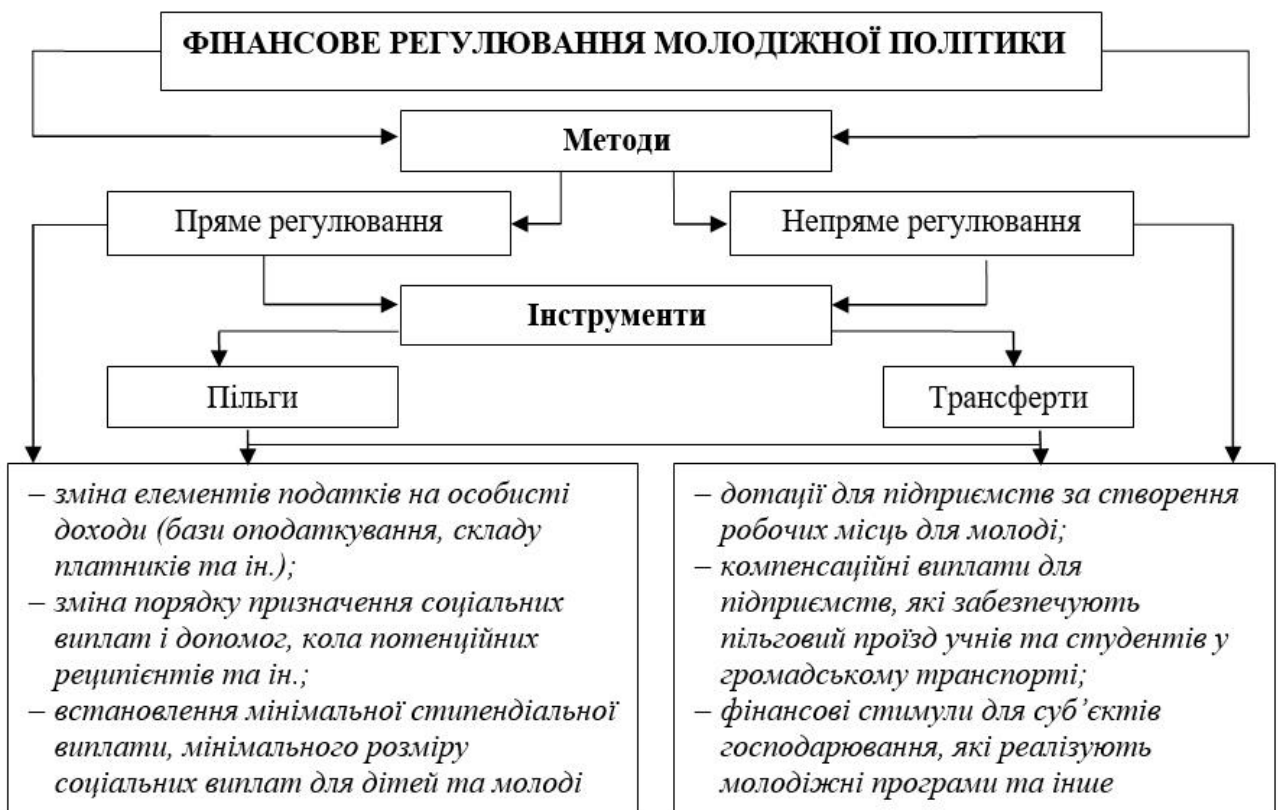 ФІНАНСОВЕ РЕГУЛЮВАННЯ МОЛОДІЖНОЇ ПОЛІТИКИ
Методи
Пряме регулювання
Непряме регулювання
Інструменти
Пільги
Трансферти
– зміна елементів податків на особисті
доходи (бази оподаткування, складу
платників та ін.);
– зміна порядку призначення соціальних
виплат і допомог, кола потенційних
реципієнтів та ін.;
– встановлення мінімальної стипендіальної
виплати, мінімального розміру
соціальних виплат для дітей та молоді
– дотації для підприємств за створення
робочих місць для молоді;
– компенсаційні виплати для
підприємств, які забезпечують
пільговий проїзд учнів та студентів у
громадському транспорті;
– фінансові стимули для суб’єктів
господарювання, які реалізують
молодіжні програми та інше